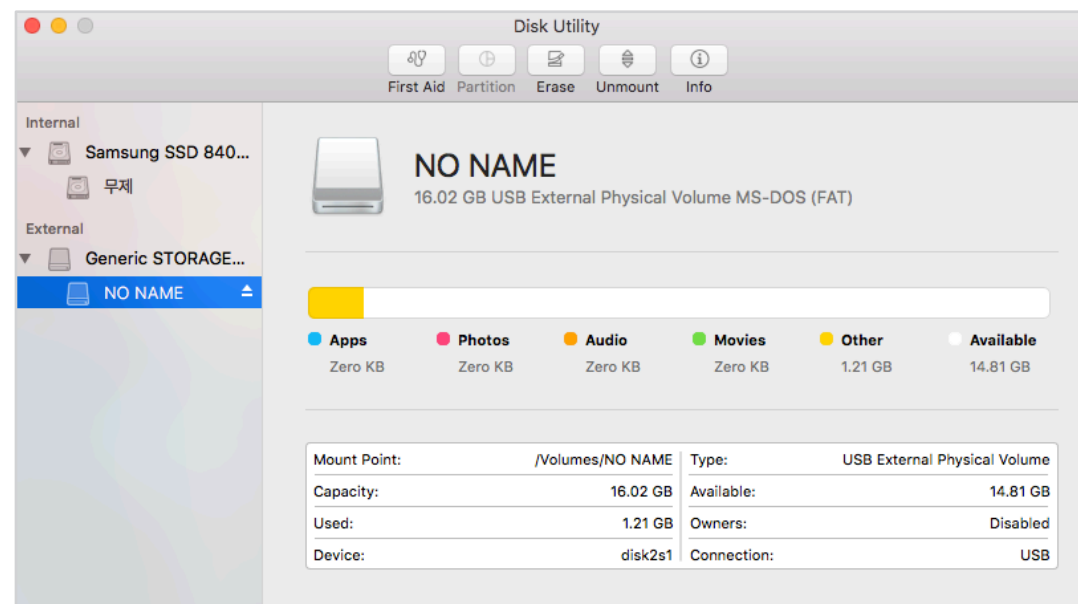 Disk Utility
First Aid Partition Erase Unmount Info
Internal
Samsung SSD 840...
무제
External
Generic STORAGE...
NO NAME
NO NAME
16.02 GB USB External Physical Volume MS-DOS (FAT)
Apps Photos Audio Movies Other Available
Zero KB Zero KB Zero KB Zero KB 1.21 GB 14.81 GB
Mount Point: /Volumes/NO NAME Type: USB External Physical Volume
Capacity: 16.02 GB Available: 14.81 GB
Used: 1.21 GB Owners: Disabled
Device: disk2s1 Connection: USB